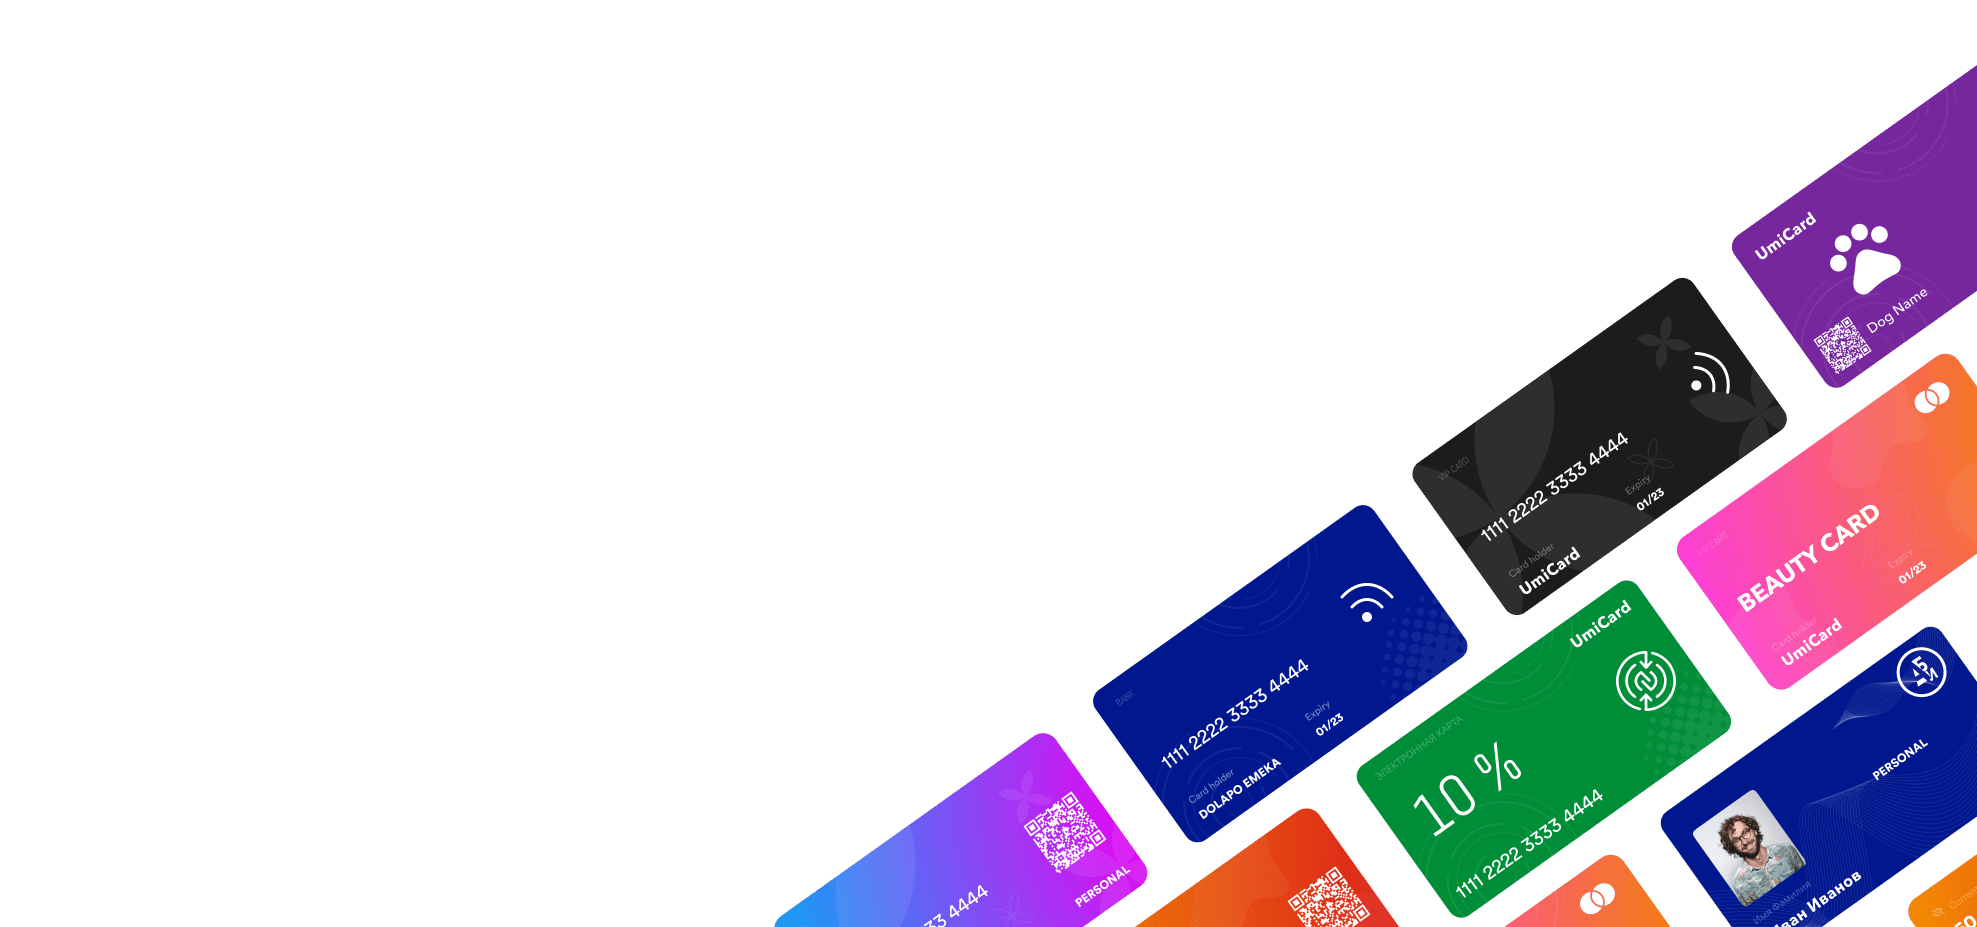 UmiCard
Dog Name
VIP CARD
1111 2222 3333 4444
Expiry
01/23
Card holder
UmiCard
VIP CARD
BEAUTY CARD
Expiry
01/23
Card holder
UmiCard
BANK
1111 2222 3333 4444
Expiry
01/23
Card holder
DOLAPO EMEKA
UmiCard
ЭЛЕКТРОННАЯ КАРТА
10 %
1111 2222 3333 4444
PERSONAL
Имя Фамилия
Иванов
33 4444
PERSONAL